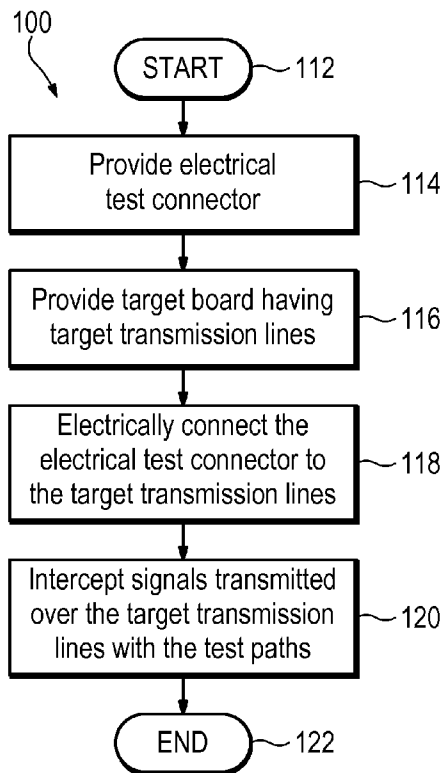 100
START
112
Provide electrical
test connector
114
Provide target board having
target transmission lines
116
Electrically connect the
electrical test connector to
the target transmission lines
118
Intercept signals transmitted
over the target transmission
lines with the test paths
120
END
122